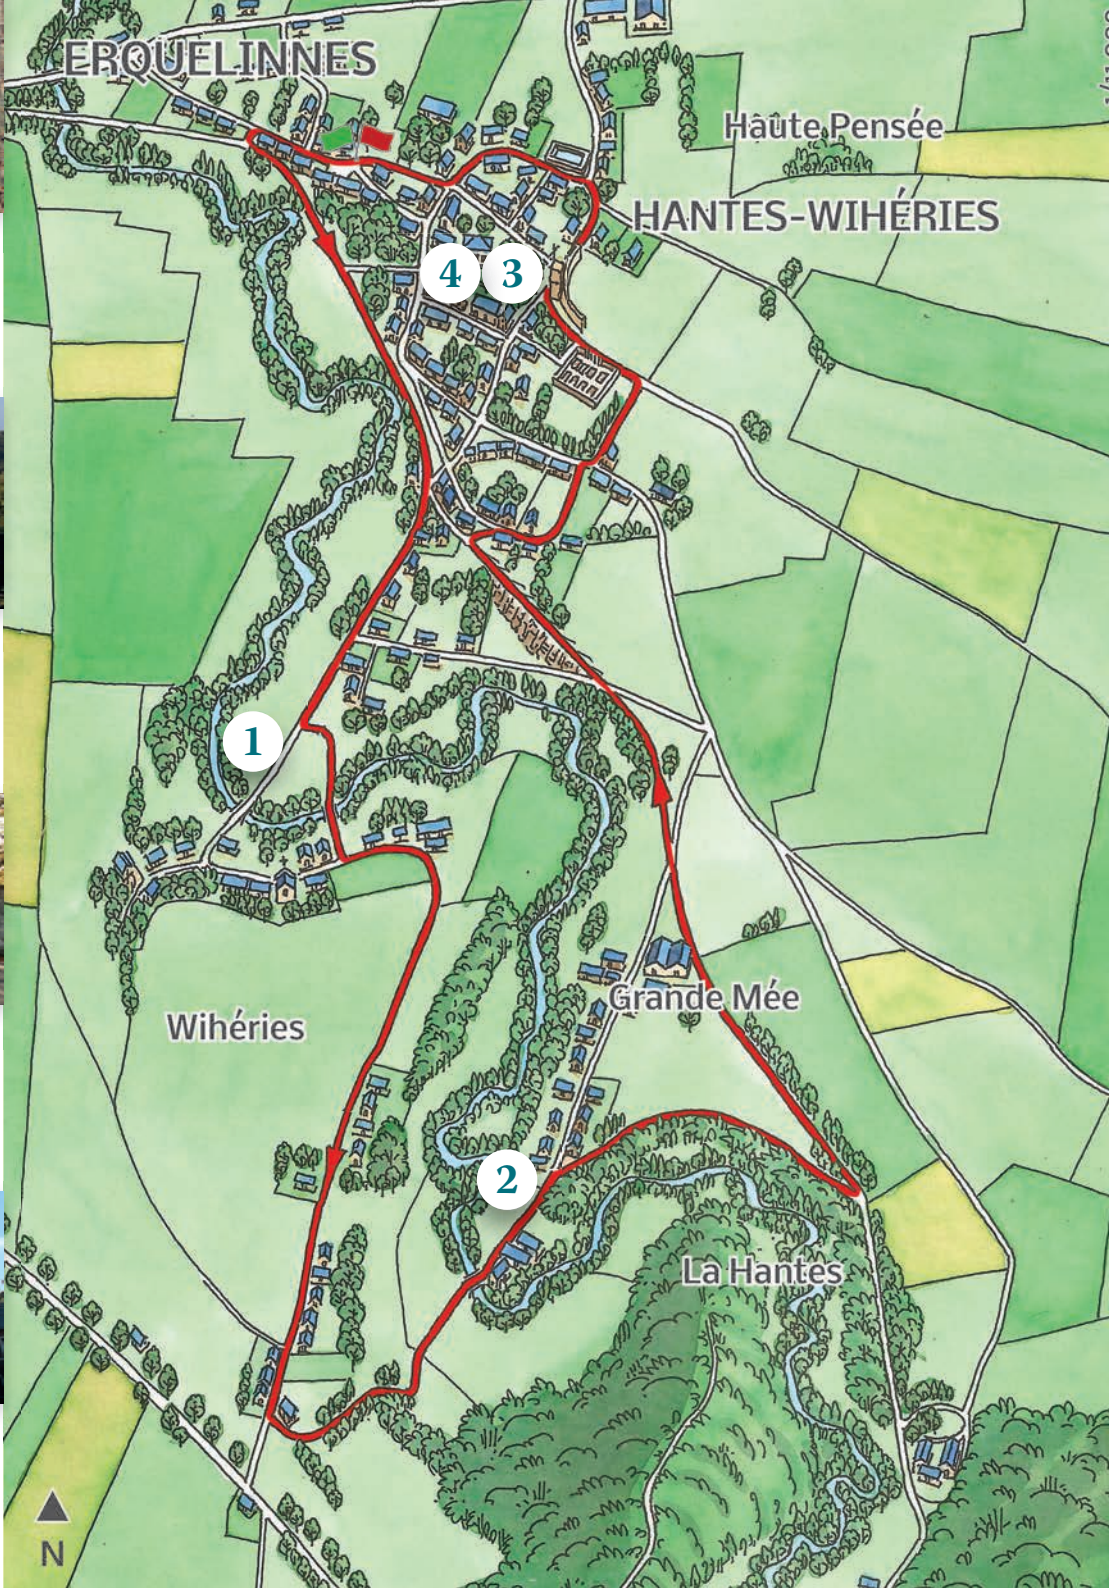 ERQUELINNES
Haute Pensée
HANTES-WIHÉRIES
4
3
1
Grande Mée
Wihéries
2
La Hantes
N